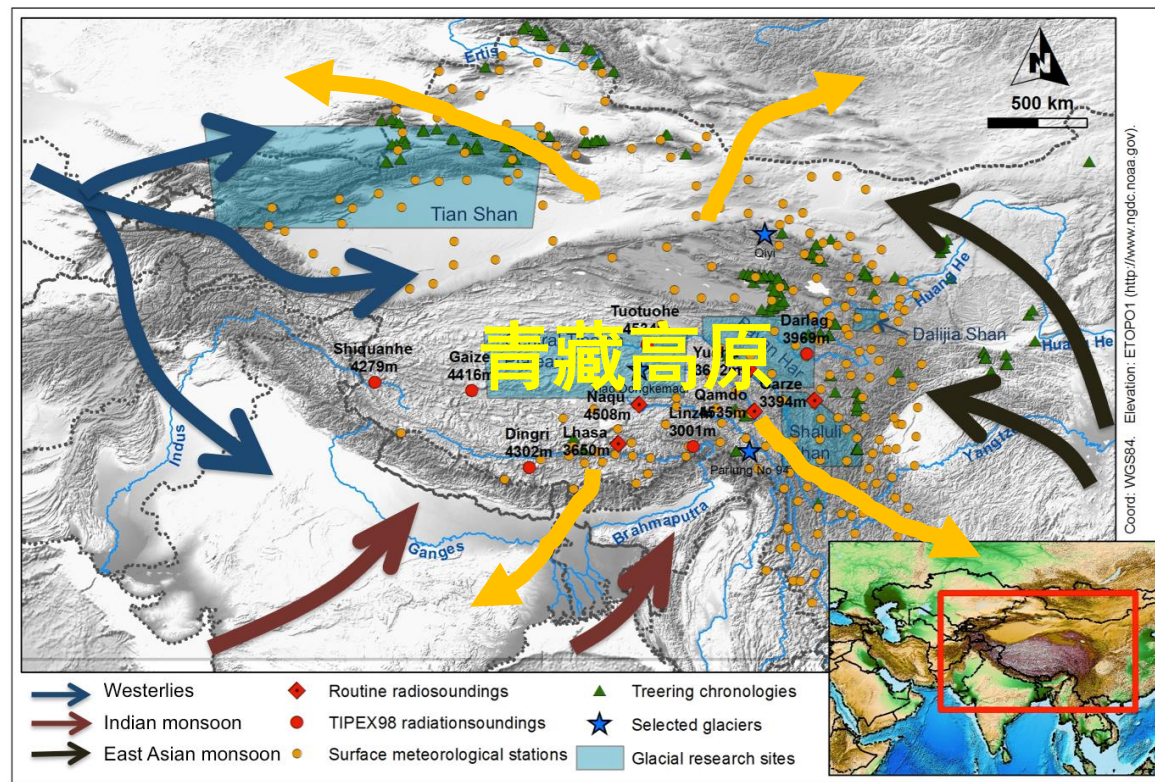 Ertis
N
500 km
Tian Shan
Qiyi
Huang He
Tuotuohe
Darlag
3969m
Dalijia Shan
Huang He
青藏高原
Shiquanhe
4279m
Gaize
4416m
Naqu
4508m
Qamdo
3394m
Linzhi
3001m
Dingri
4302m
Lhasa
3650m
Shaluli
Parlung No 94
Indus
Ganges
Brahmaputra
Coord: WGS84. Elevation: ETOPO1 (http://www.ngdc.noaa.gov).
Westerlies
Indian monsoon
East Asian monsoon
Routine radiosoundings
TIPEX98 radiationsoundings
Surface meteorological stations
Treering chronologies
Selected glaciers
Glacial research sites